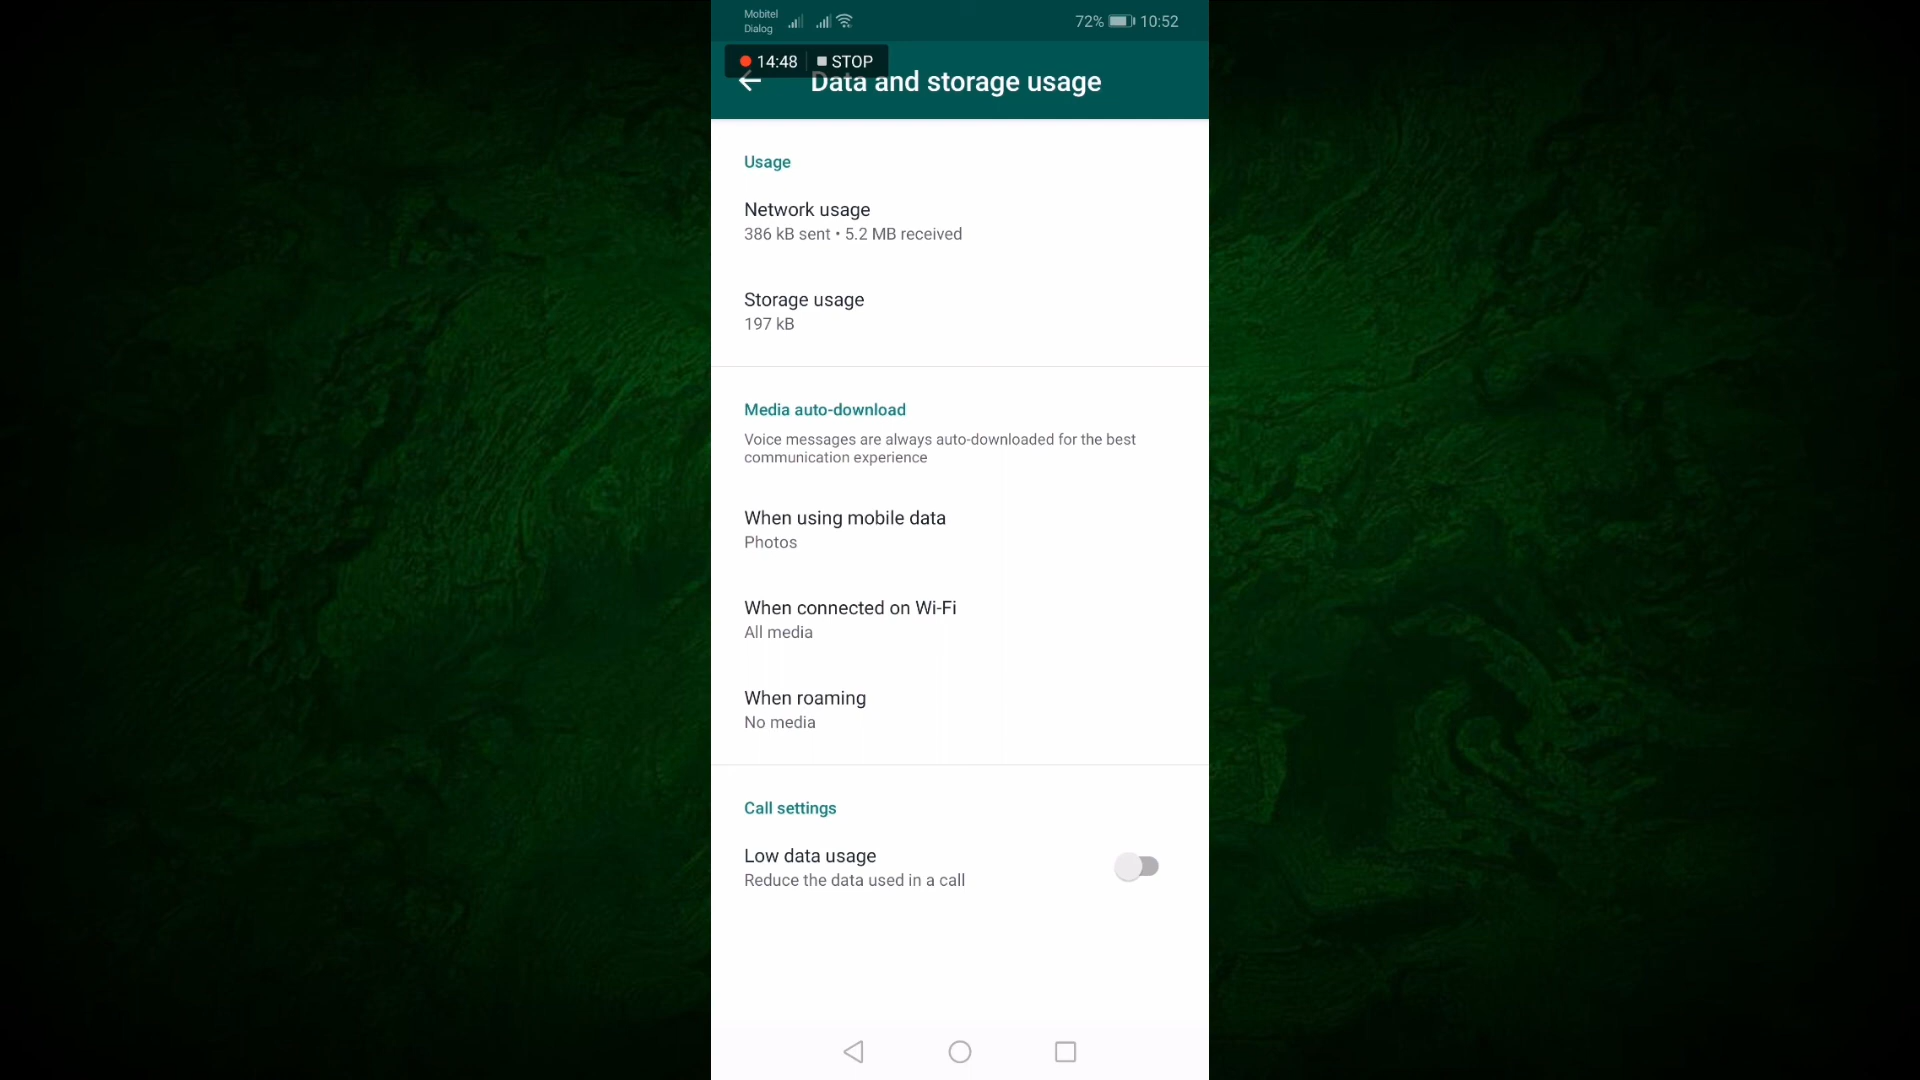 Mobitel
Dialog
72% 10:52
14:48 STOP
Data and storage usage
Usage
Network usage
386 kB sent • 5.2 MB received
Storage usage
197 kB
Media auto-download
Voice messages are always auto-downloaded for the best
communication experience
When using mobile data
Photos
When connected on Wi-Fi
All media
When roaming
No media
Call settings
Low data usage
Reduce the data used in a call